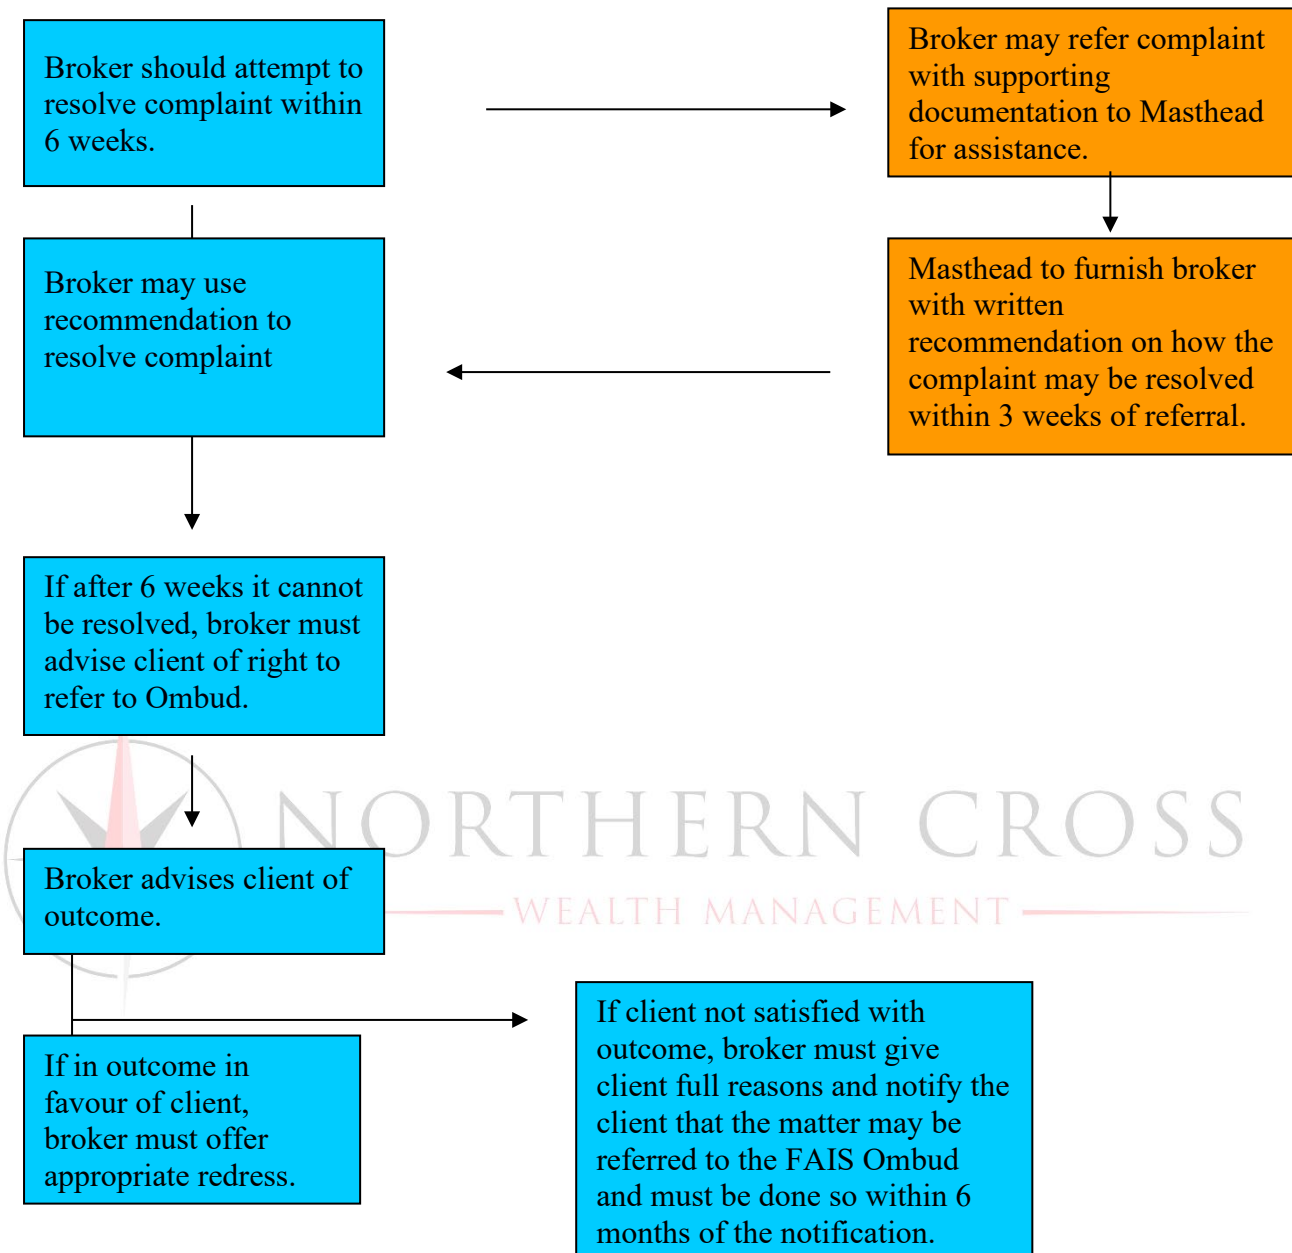 Broker should attempt to
resolve complaint within
6 weeks.
Broker may refer complaint
with supporting
documentation to Masthead
for assistance.
Broker may use
recommendation to
resolve complaint
Masthead to furnish broker
with written
recommendation on how the
complaint may be resolved
within 3 weeks of referral.
If after 6 weeks it cannot
be resolved, broker must
advise client of right to
refer to Ombud.
NORTHERN CROSS
WEALTH MANAGEMENT
Broker advises client of
outcome.
If in outcome in
favour of client,
broker must offer
appropriate redress.
If client not satisfied with
outcome, broker must give
client full reasons and notify the
client that the matter may be
referred to the FAIS Ombud
and must be done so within 6
months of the notification.